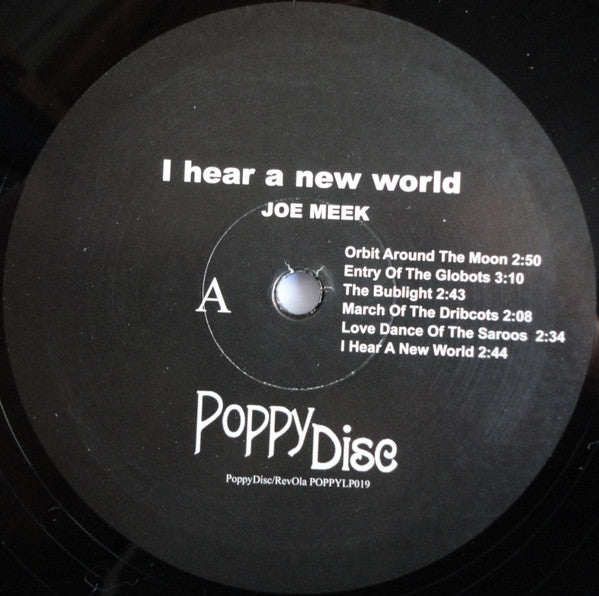 I hear a new world
JOE MEEK
A
Orbit Around The Moon 2:50
Entry Of The Globots 3:10
The Bublight 2:43
March Of The Dribcots 2:08
Love Dance Of The Saroos 2:34
I Hear A New World 2:44
Poppy Disc
PoppyDisc/RevOla POPPYLP019